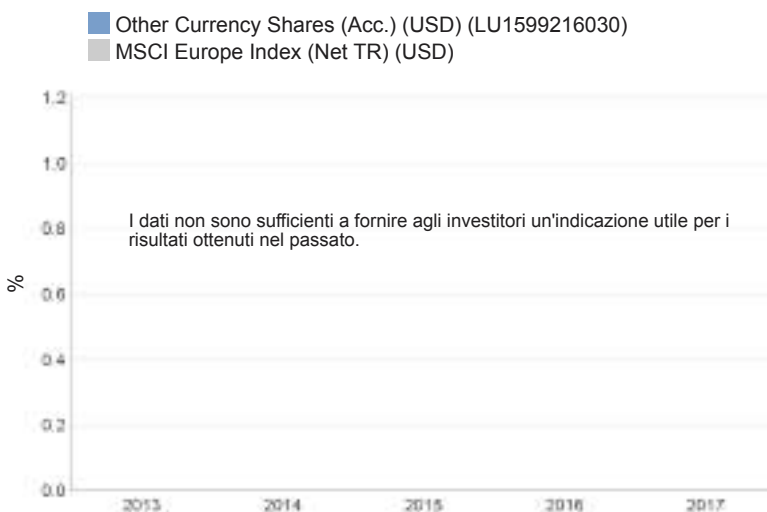 Other Currency Shares (Acc.) (USD) (LU1599216030)
MSCI Europe Index (Net TR) (USD)
1.2
1.0
I dati non sono sufficienti a fornire agli investitori un'indicazione utile per i
0.8
risultati ottenuti nel passato.
%
0.6
0.4
0.2
0.0
2013 2014 2015 2016 2017